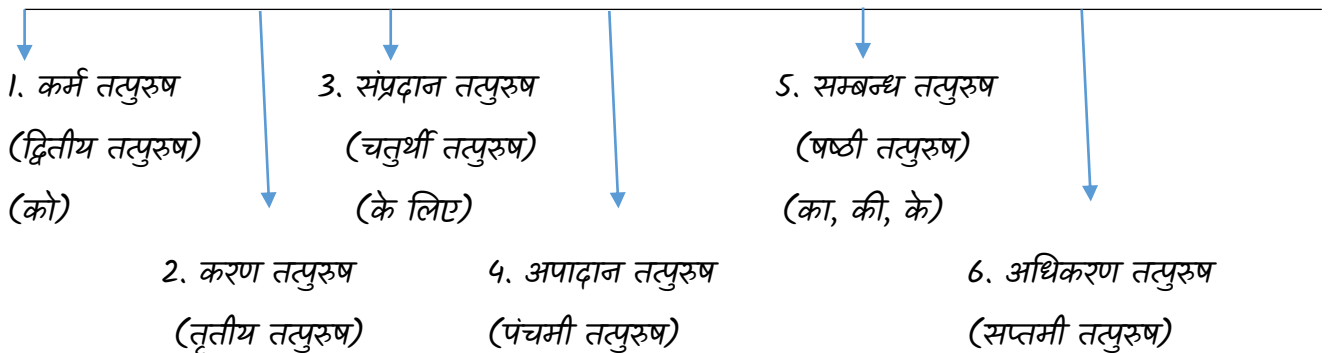 1. कर्म तत्पुरुष
(द्वितीय तत्पुरुष)
(को)
2. करण तत्पुरुष
(तृतीय तत्पुरुष)
3. संप्रदान तत्पुरुष
(चतुर्थी तत्पुरुष)
(के लिए)
4. अपादान तत्पुरुष
(पंचमी तत्पुरुष)
5. सम्बन्ध तत्पुरुष
(षष्ठी तत्पुरुष)
(का, की, के)
6. अधिकरण तत्पुरुष
(सप्तमी तत्पुरुष)